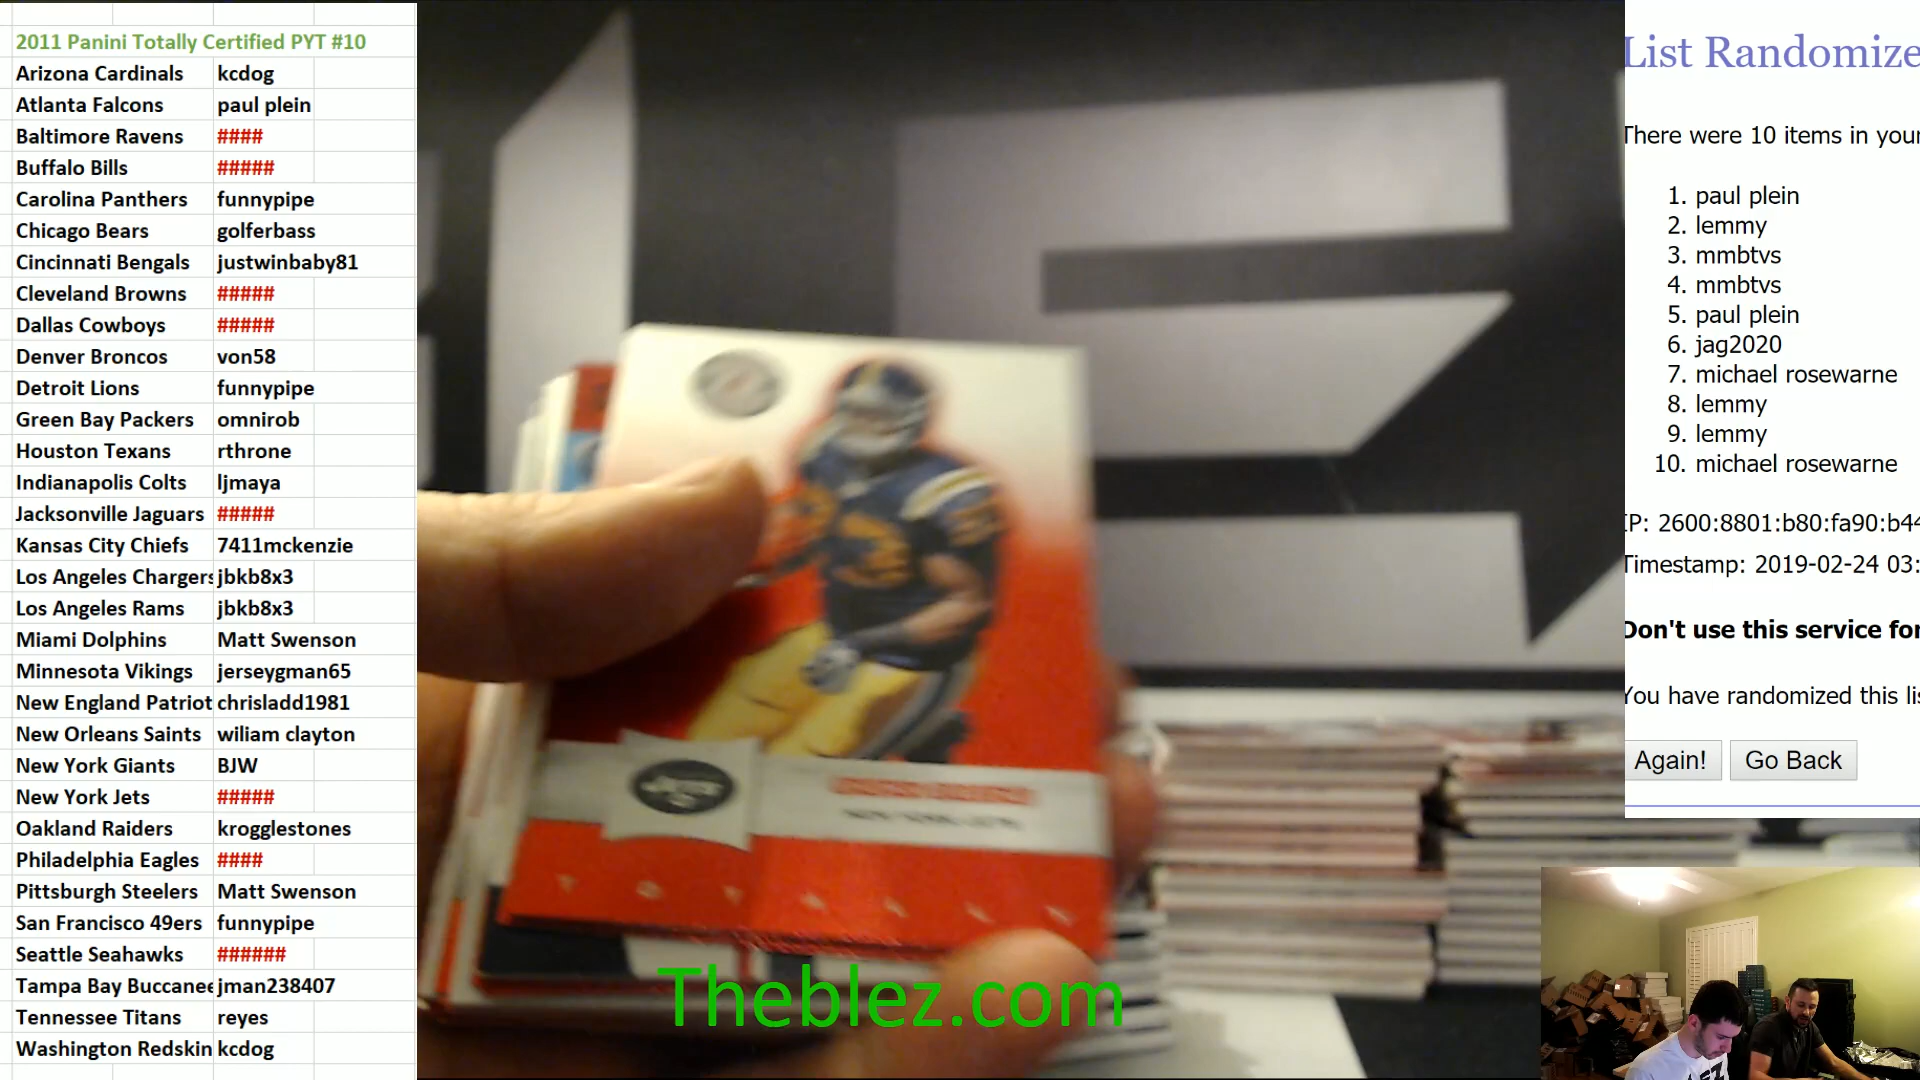 2011 Panini Totally Certified PYT #10
Arizona Cardinals kcdog
Atlanta Falcons paul plein
Baltimore Ravens ####
Buffalo Bills #####
Carolina Panthers funnypipe
Chicago Bears golferbass
Cincinnati Bengals justwinbaby81
Cleveland Browns #####
Dallas Cowboys #####
Denver Broncos von58
Detroit Lions funnypipe
Green Bay Packers omnirob
Houston Texans rthrone
Indianapolis Colts ljmaya
Jacksonville Jaguars #####
Kansas City Chiefs 7411mckenzie
Los Angeles Chargers jbkb8x3
Los Angeles Rams jbkb8x3
Miami Dolphins Matt Swenson
Minnesota Vikings jerseygman65
New England Patriot chrisladd1981
New Orleans Saints wiliam clayton
New York Giants BJW
New York Jets #####
Oakland Raiders krogglestones
Philadelphia Eagles ####
Pittsburgh Steelers Matt Swenson
San Francisco 49ers funnypipe
Seattle Seahawks ######
Tampa Bay Buccanee jman238407
Tennessee Titans reyes
Washington Redskin kcdog
NEW YORK JETS
Theblez.com
List Randomize
There were 10 items in your
1. paul plein
2. lemmy
3. mmbtvs
4. mmbtvs
5. paul plein
6. jag2020
7. michael rosewarne
8. lemmy
9. lemmy
10. michael rosewarne
IP: 2600:8801:b80:fa90:b44
Timestamp: 2019-02-24 03:
Don't use this service for
You have randomized this lis
Again! Go Back